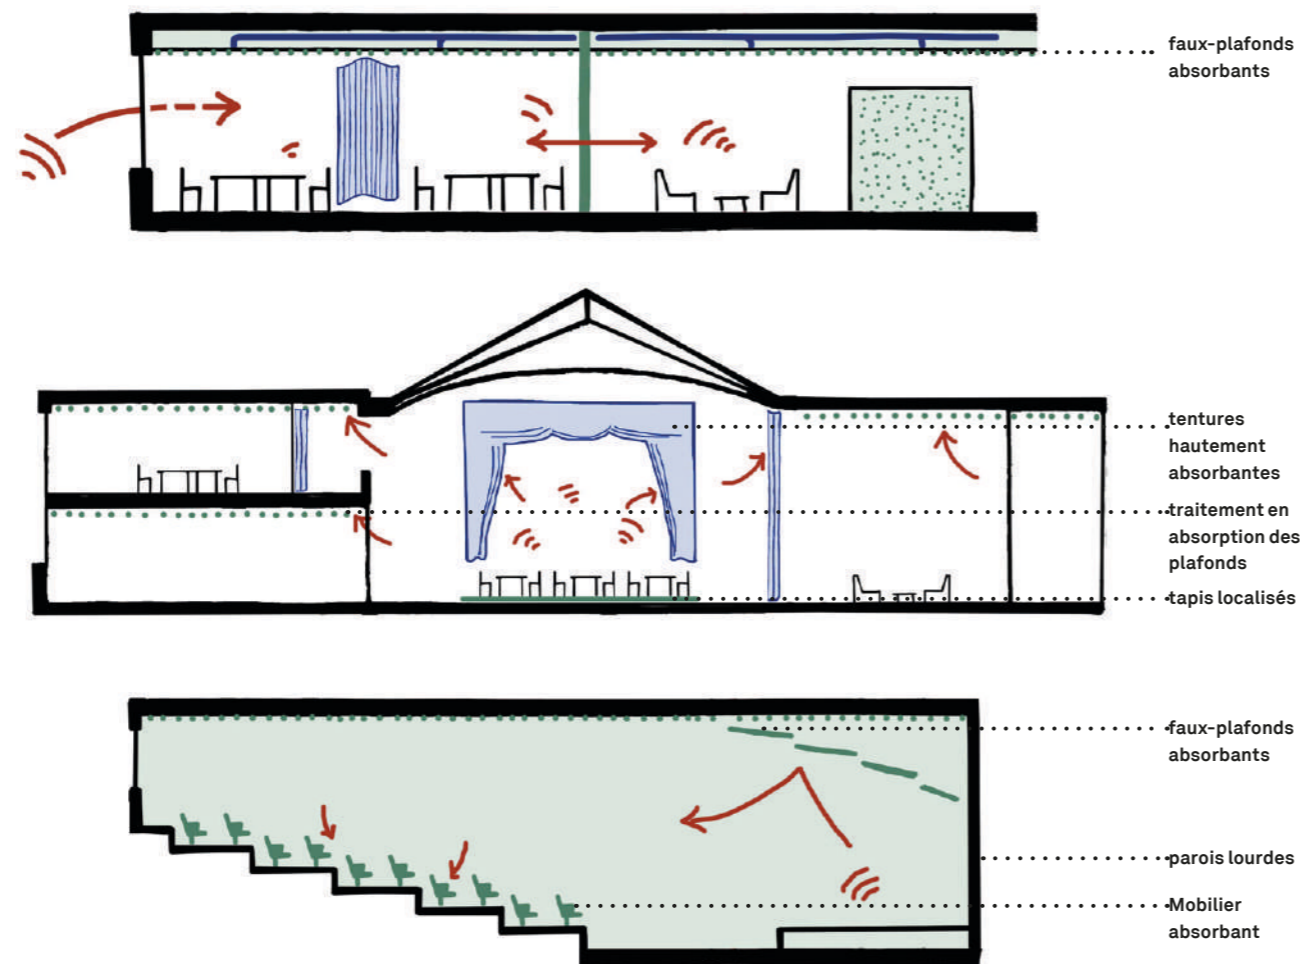 faux-plafonds
absorbants
tentures
hautement
absorbantes
traitement en
absorption des
plafonds
tapis localisés
faux-plafonds
absorbants
parois lourdes
Mobilier
absorbant